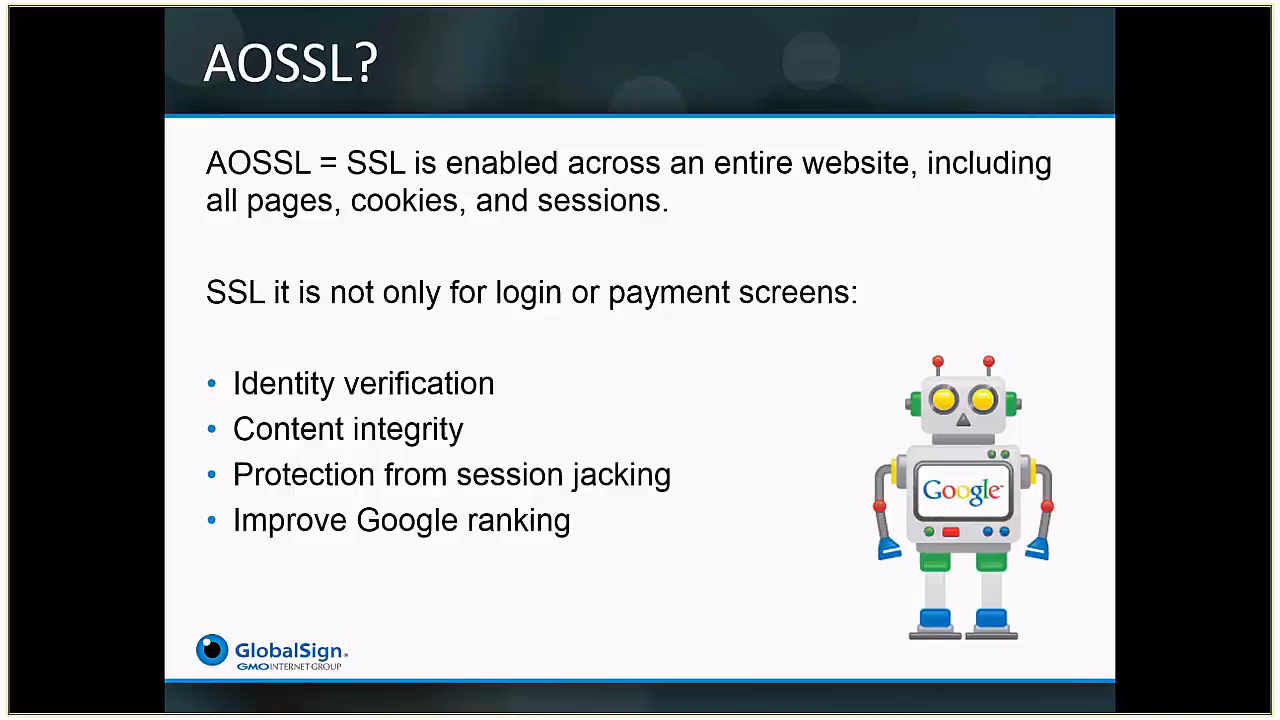 AOSSL?
AOSSL = SSL is enabled across an entire website, including
all pages, cookies, and sessions.
SSL it is not only for login or payment screens:
• Identity verification
• Content integrity
• Protection from session jacking
• Improve Google ranking
Google™
GlobalSign.
GMO INTERNET GROUP